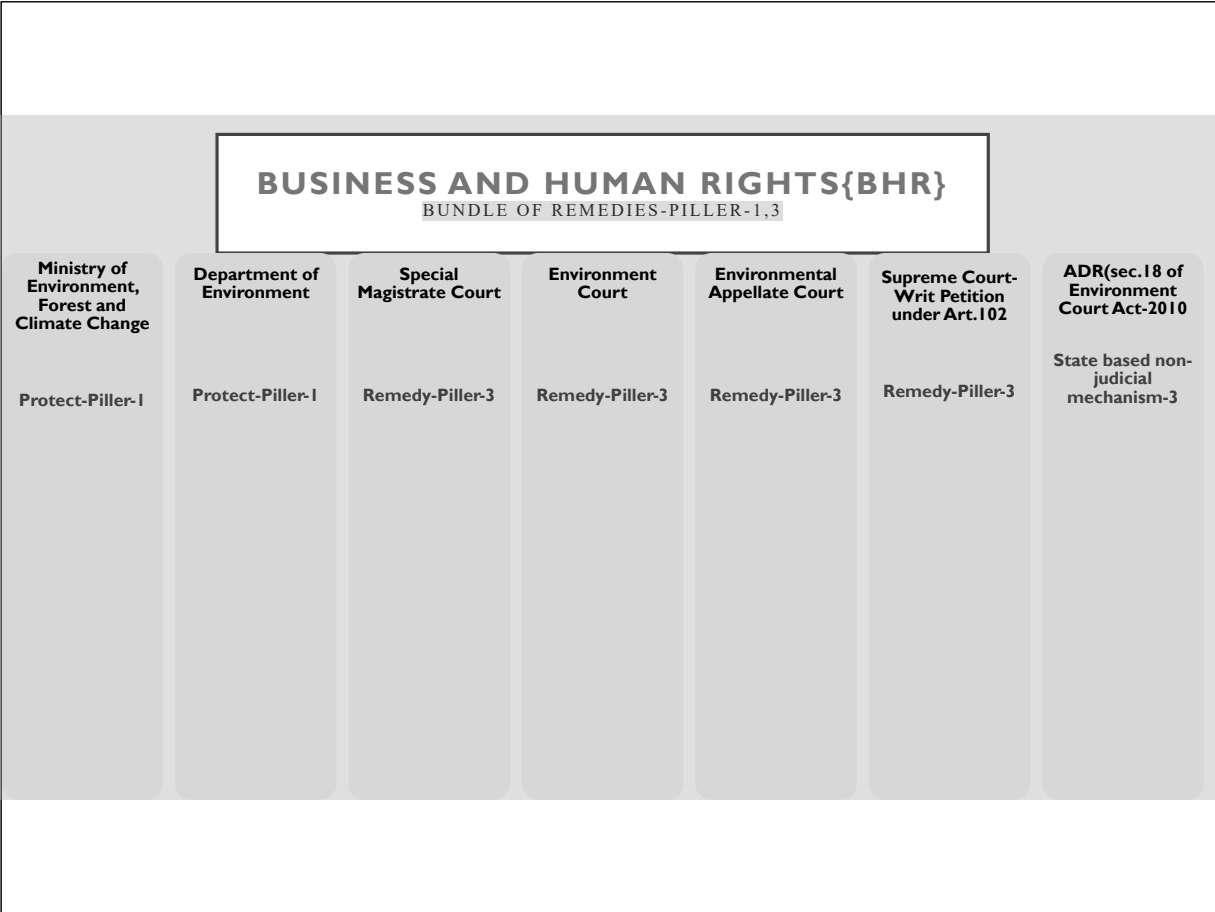 BUSINESS AND HUMAN RIGHTS{BHR}
BUNDLE OF REMEDIES-PILLER-1,3
Ministry of
Environment,
Forest and
Climate Change
Protect-Piller-1
Department of
Environment
Protect-Piller-1
Special
Magistrate Court
Remedy-Piller-3
Environment
Court
Remedy-Piller-3
Environmental
Appellate Court
Remedy-Piller-3
Supreme Court-
Writ Petition
under Art.102
Remedy-Piller-3
ADR(sec.18 of
Environment
Court Act-2010
State based non-
judicial
mechanism-3